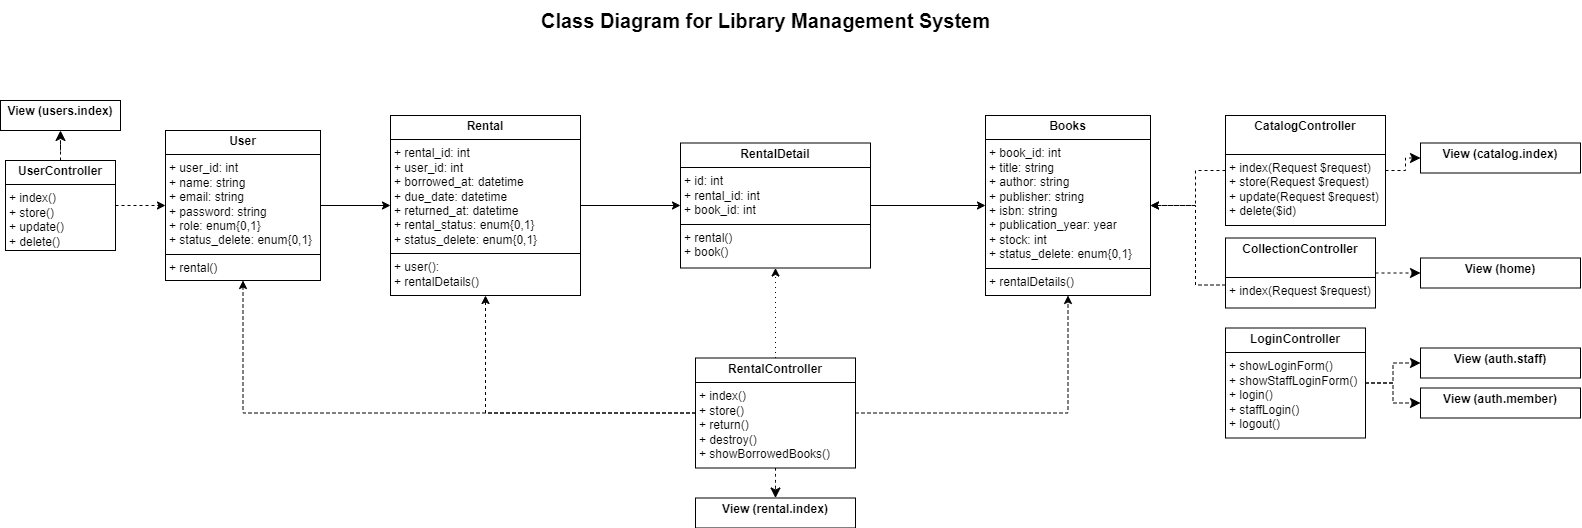 Class Diagram for Library Management System
View (users.index)
UserController
+ index()
+ store()
+ update()
+ delete()
User
+ user_id: int
+ name: string
+ email: string
+ password: string
+ role: enum{0,1}
+ status_delete: enum{0,1}
+ rental()
Rental
+ rental_id: int
+ user_id: int
+ borrowed_at: datetime
+ due_date: datetime
+ returned_at: datetime
+ rental_status: enum{0,1}
+ status_delete: enum{0,1}
+ user():
+ rentalDetails()
RentalDetail
+ id: int
+ rental_id: int
+ book_id: int
+ rental()
+ book()
Books
+ book_id: int
+ title: string
+ author: string
+ publisher: string
+ isbn: string
+ publication_year: year
+ stock: int
+ status_delete: enum{0,1}
+ rentalDetails()
CatalogController
+ index(Request $request)
+ store(Request $request)
+ update(Request $request)
+ delete($id)
View (catalog.index)
CollectionController
+ index(Request $request)
View (home)
LoginController
+ showLoginForm()
+ showStaffLoginForm()
+ login()
+ staffLogin()
+ logout()
View (auth.staff)
View (auth.member)
RentalController
+ index()
+ store()
+ return()
+ destroy()
+ showBorrowedBooks()
View (rental.index)